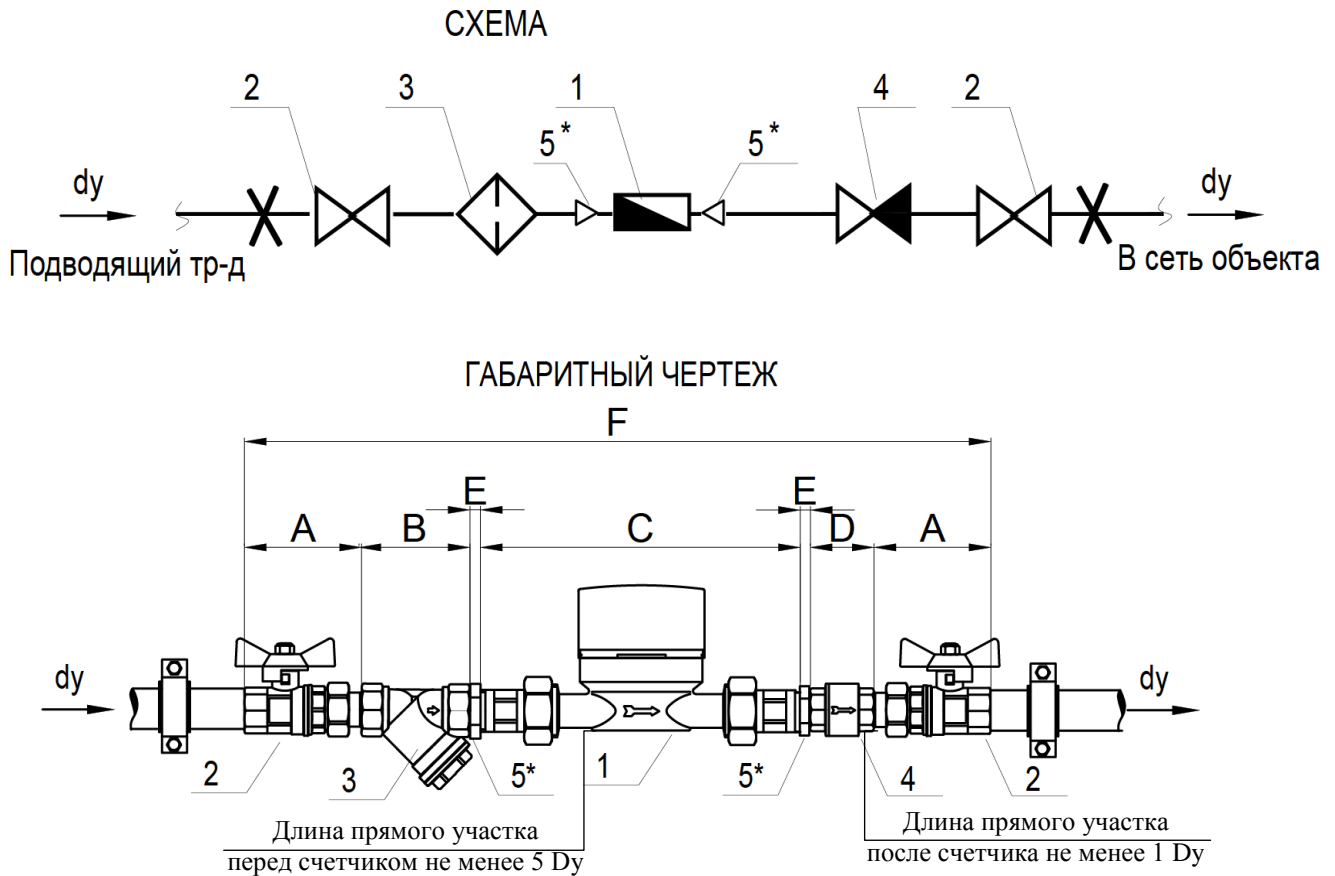 СХЕМА
2 3 1 4 2
5* 5*
dy dy
Подводящий тр-д В сеть объекта
ГАБАРИТНЫЙ ЧЕРТЕЖ
F
E E
A B C D A
dy dy
2 3 5* 1 5* 4 2
Длина прямого участка
перед счетчиком не менее 5 Dy
Длина прямого участка
после счетчика не менее 1 Dy